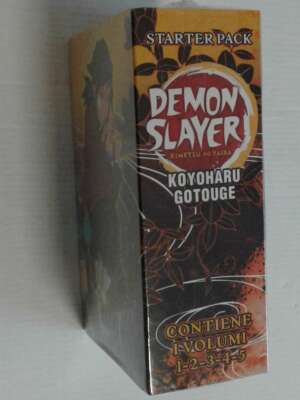 STARTER PACK
DEMON
SLAYER
KIMETSU NO YAIBA
KOYOHARU
GOTOUGE
CONTIENE
I VOLUMI
1-2-3-4-5